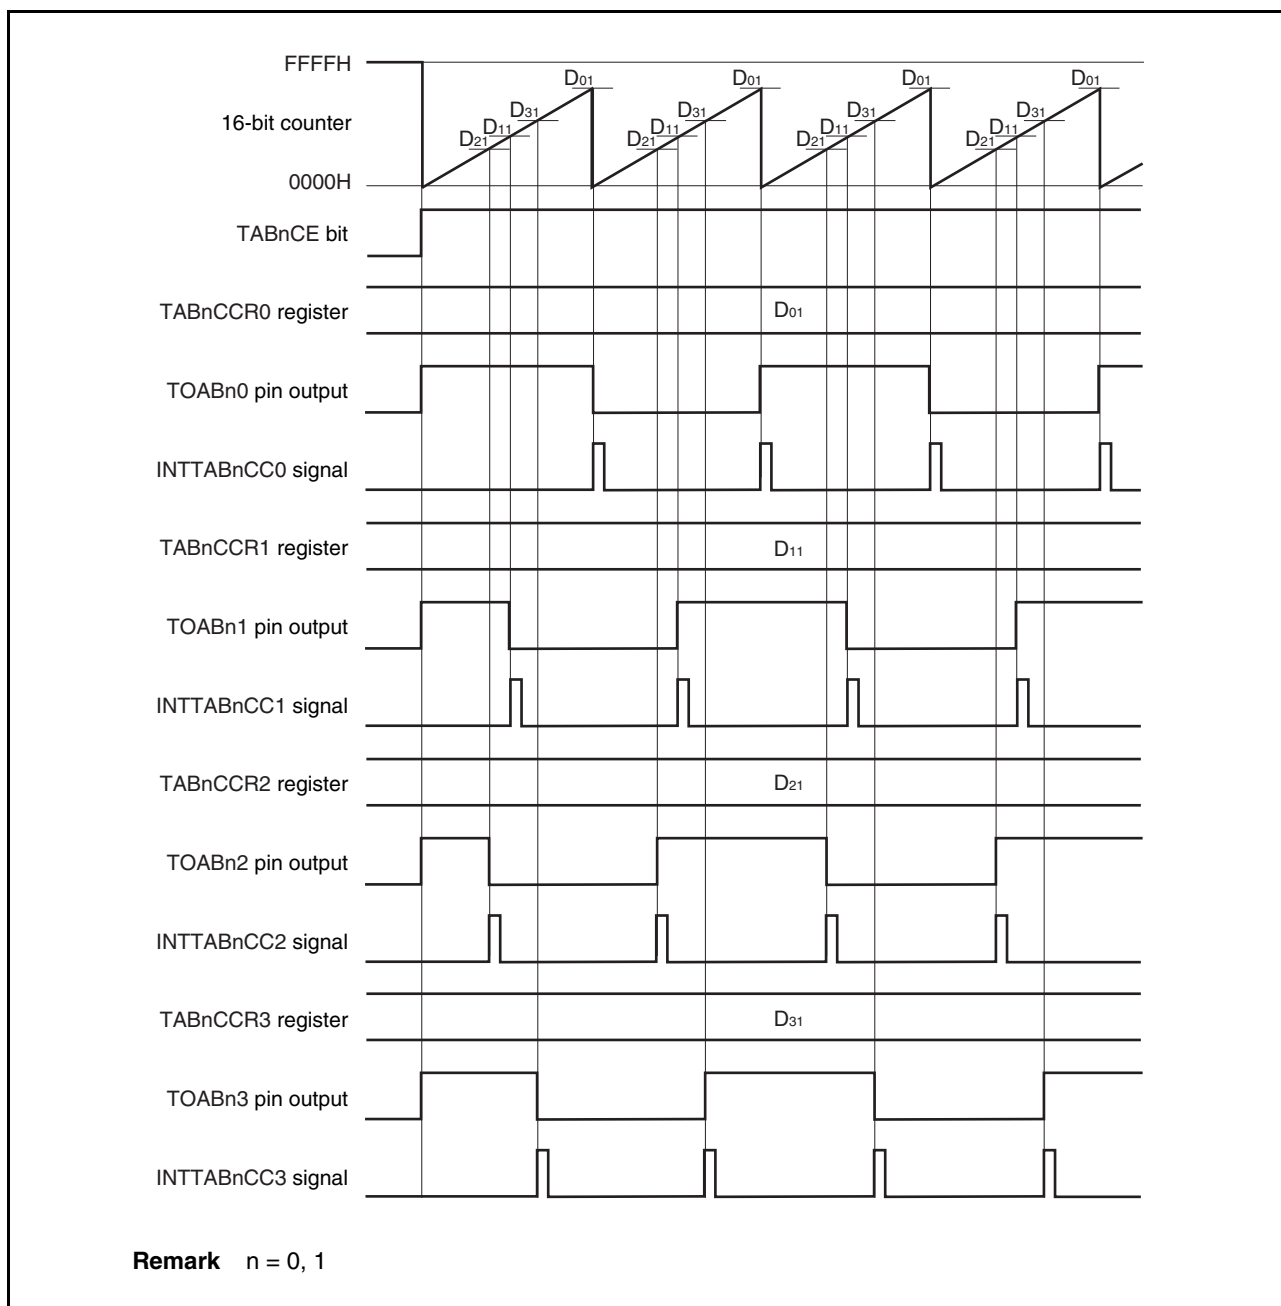 FFFFH
D01 D01 D01 D01
D31 D31 D31 D31
16-bit counter
D11 D11 D11 D11
D21 D21 D21 D21
0000H
TABnCE bit
TABnCCR0 register D01
TOABn0 pin output
INTTABnCC0 signal
TABnCCR1 register D11
TOABn1 pin output
INTTABnCC1 signal
TABnCCR2 register D21
TOABn2 pin output
INTTABnCC2 signal
TABnCCR3 register D31
TOABn3 pin output
INTTABnCC3 signal
Remark n = 0, 1